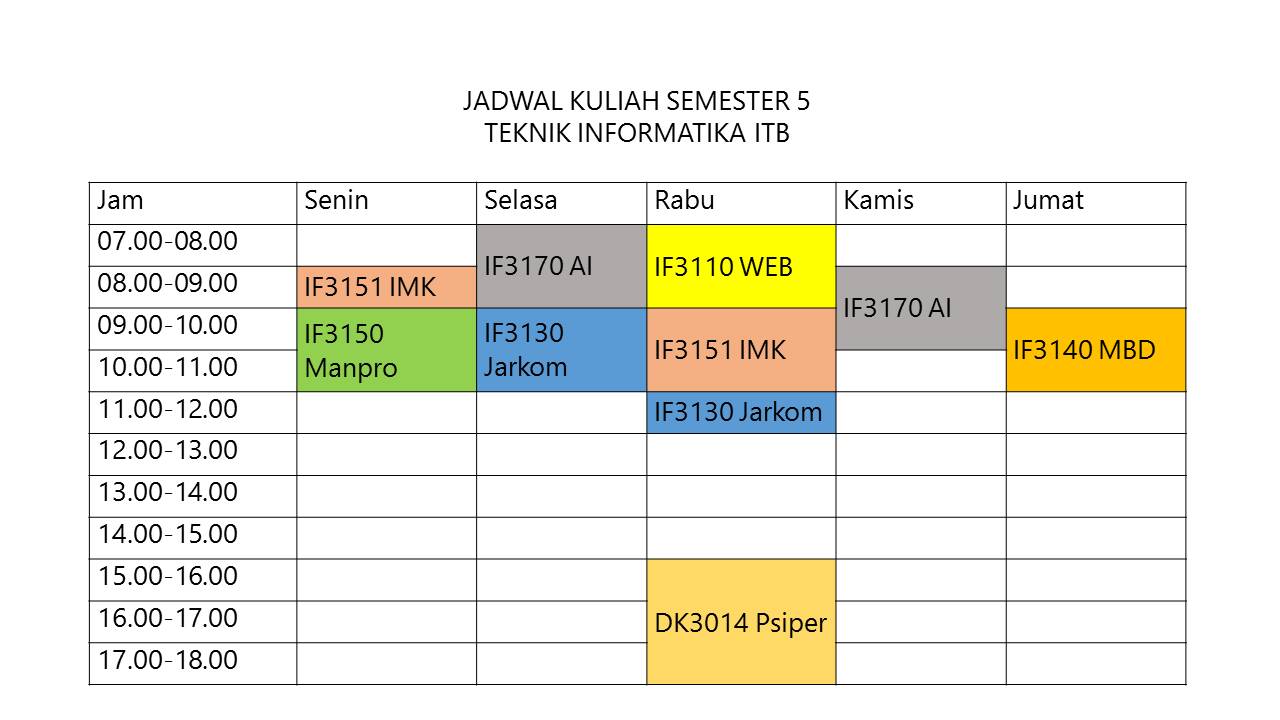 JADWAL KULIAH SEMESTER 5
TEKNIK INFORMATIKA ITB
Jam Senin Selasa Rabu Kamis Jumat
07.00-08.00
IF3170 AI IF3110 WEB
08.00-09.00 IF3151 IMK
IF3170 AI
09.00-10.00 IF3150 IF3130
IF3151 IMK IF3140 MBD
10.00-11.00 Manpro Jarkom
11.00-12.00 IF3130 Jarkom
12.00-13.00
13.00-14.00
14.00-15.00
15.00-16.00
16.00-17.00 DK3014 Psiper
17.00-18.00